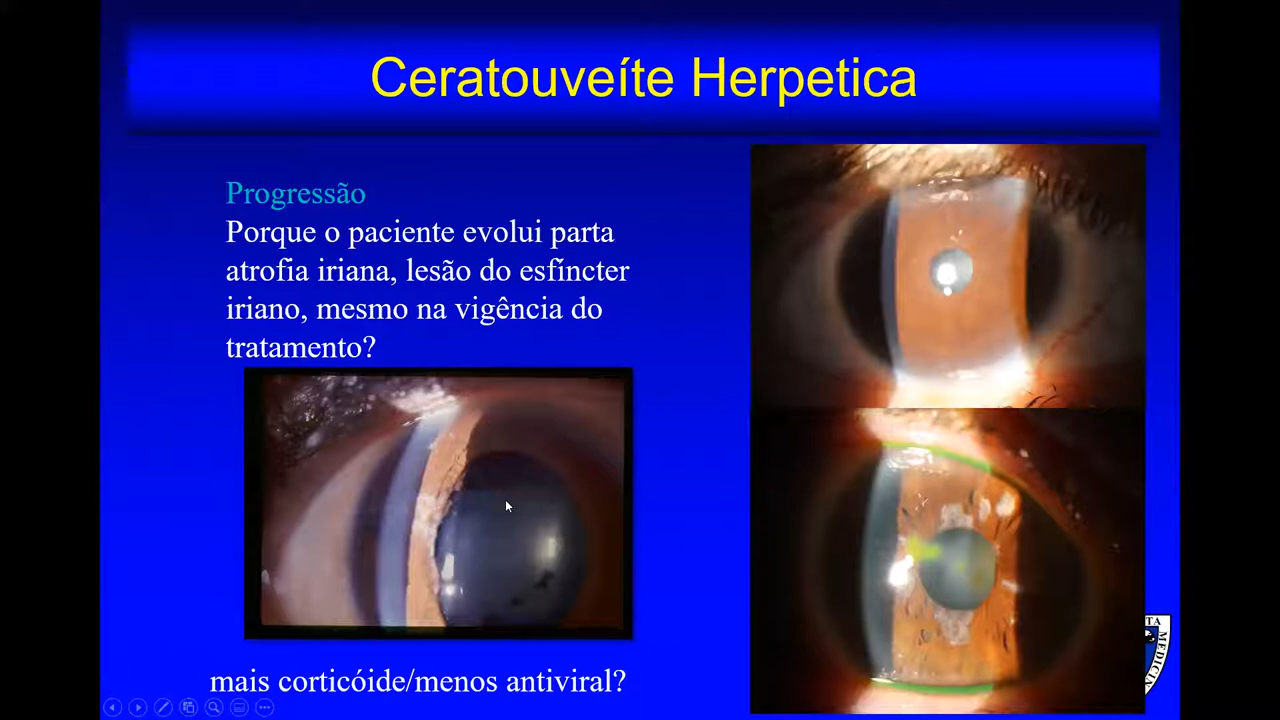 Ceratouveíte Herpetica
Progressão
Porque o paciente evolui parta
atrofia iriana, lesão do esfíncter
iriano, mesmo na vigência do
tratamento?
mais corticóide/menos antiviral?